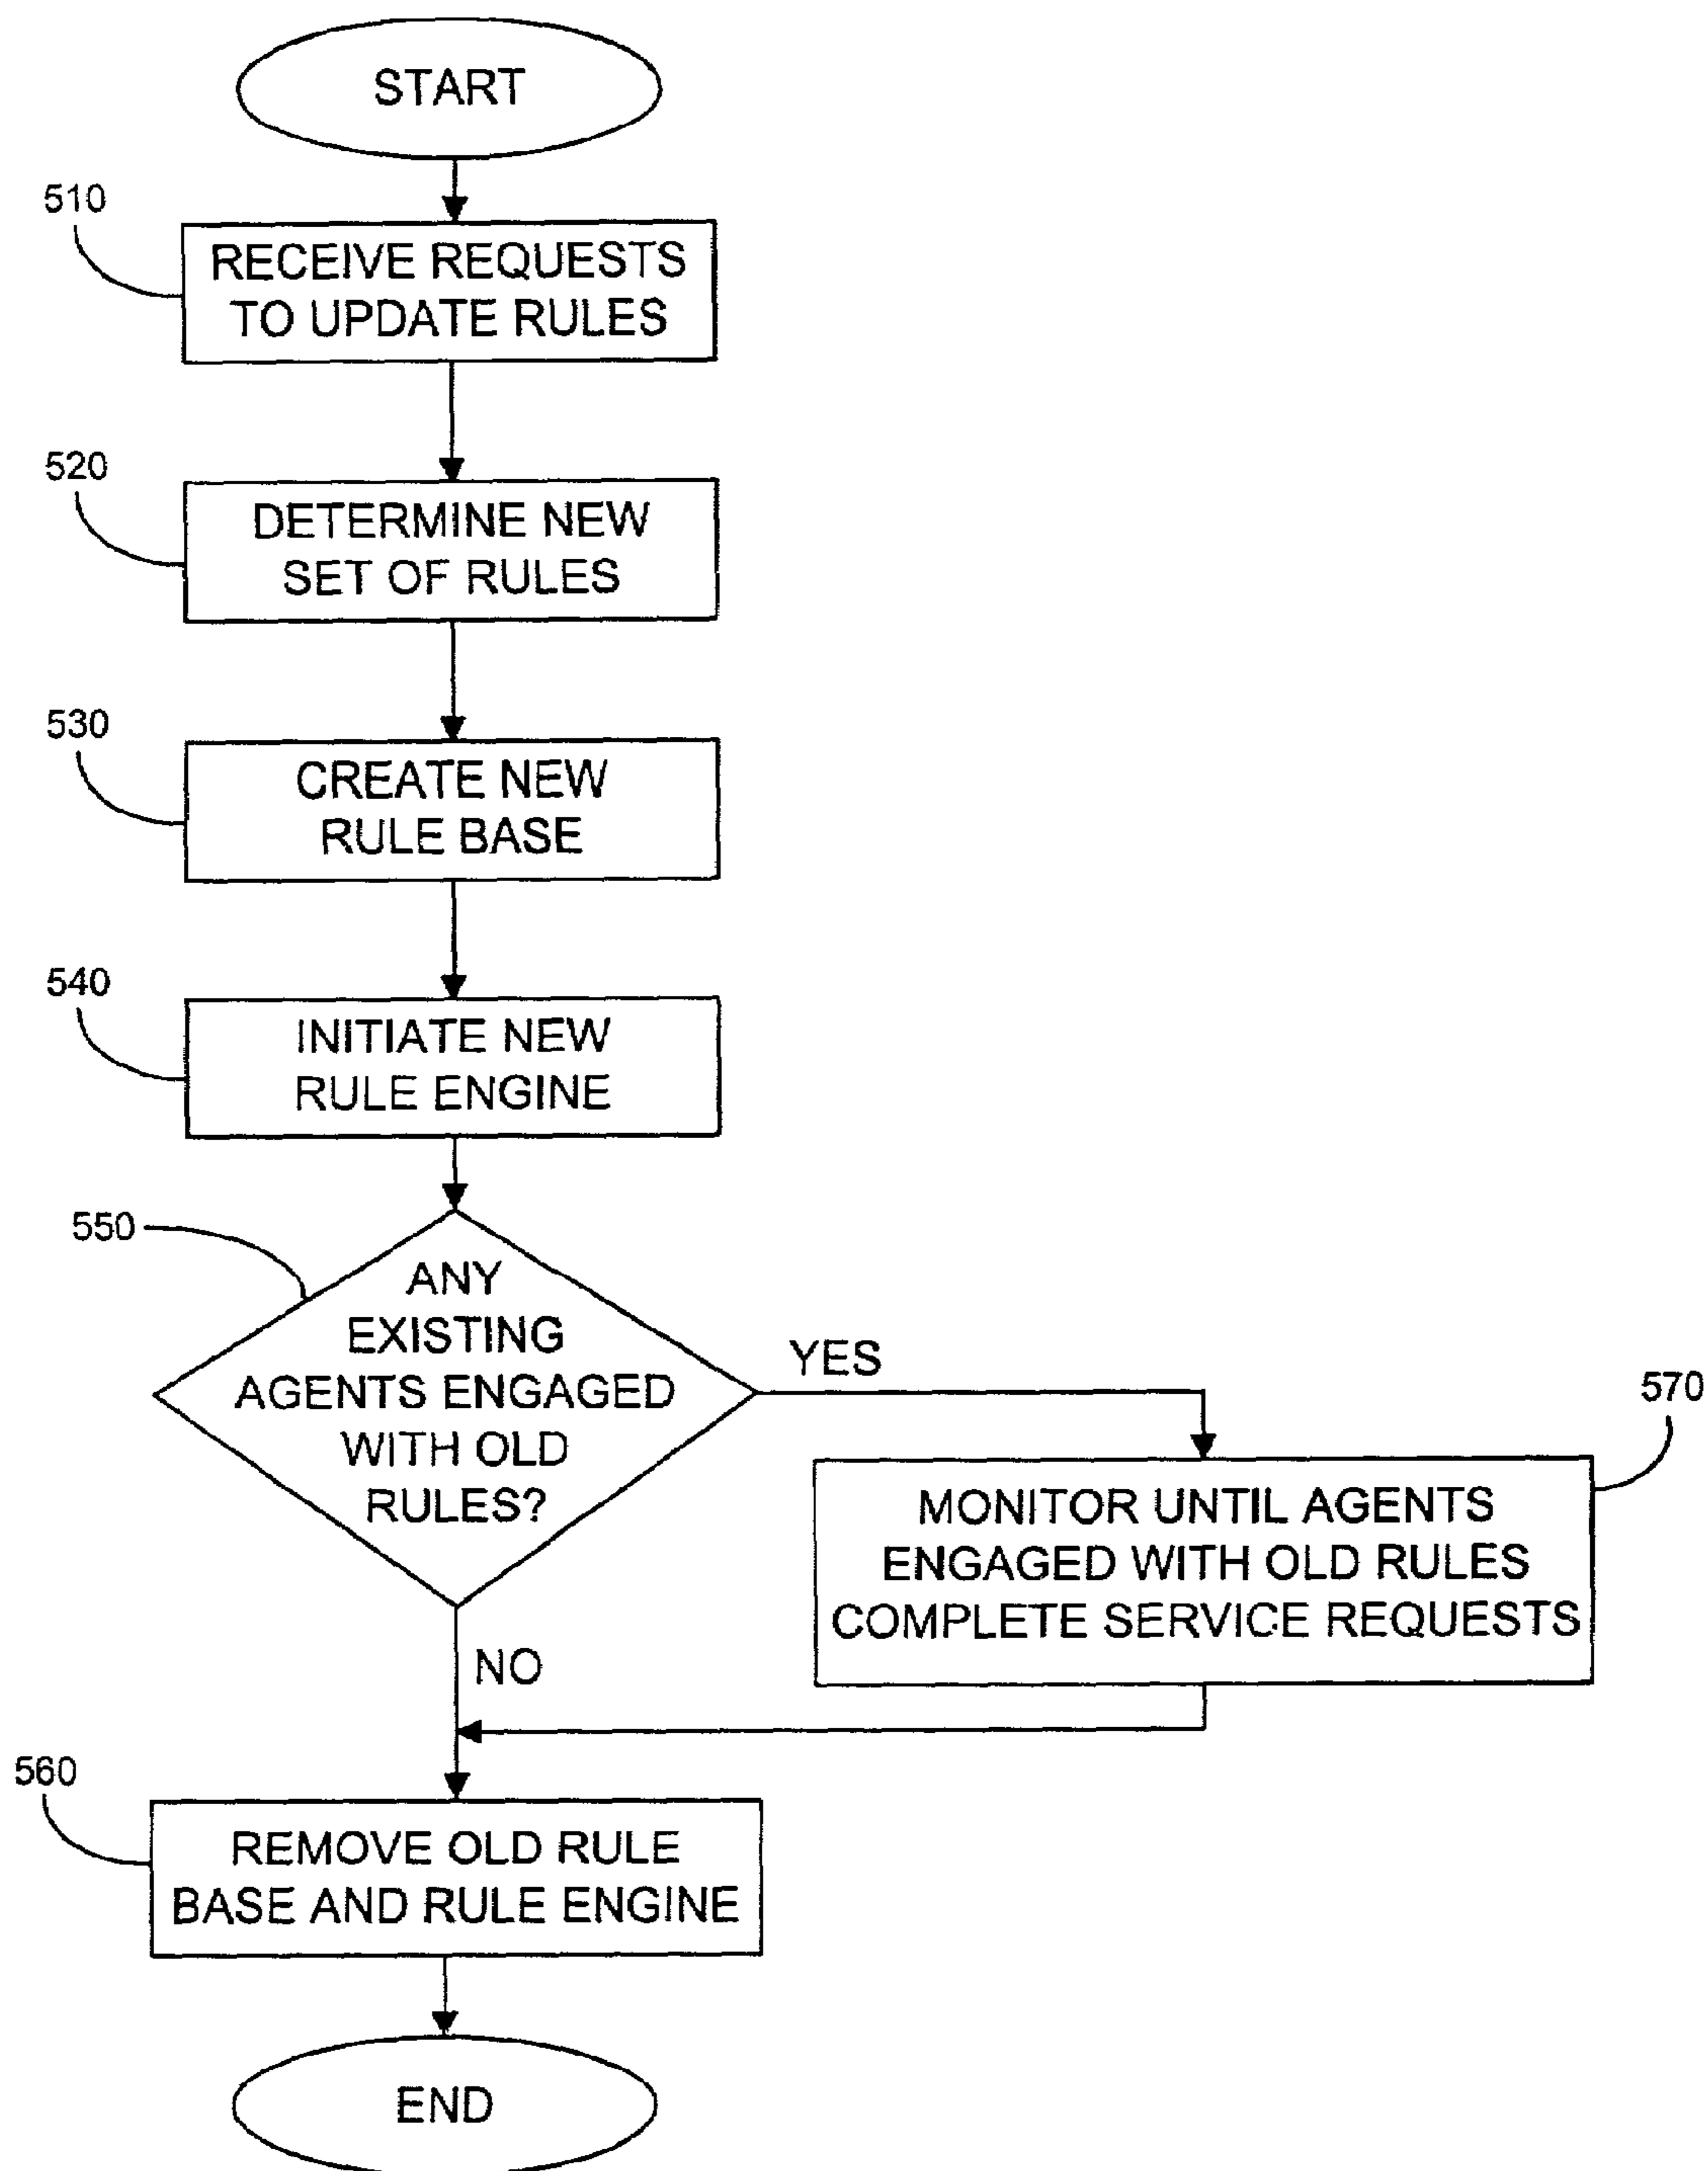 START
510
RECEIVE REQUESTS
TO UPDATE RULES
520
DETERMINE NEW
SET OF RULES
530
CREATE NEW
RULE BASE
540
INITIATE NEW
RULE ENGINE
550
ANY
EXISTING
AGENTS ENGAGED
WITH OLD
RULES?
YES
570
MONITOR UNTIL AGENTS
ENGAGED WITH OLD RULES
COMPLETE SERVICE REQUESTS
NO
560
REMOVE OLD RULE
BASE AND RULE ENGINE
END